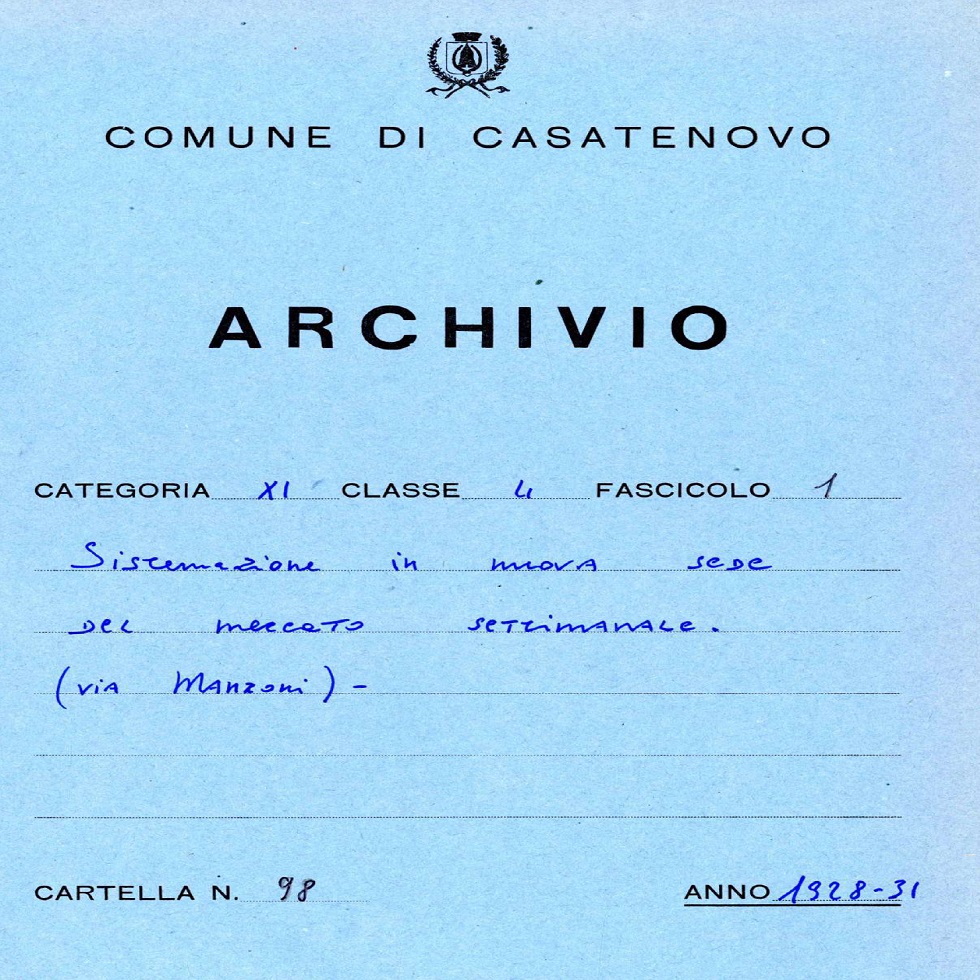 COMUNE DI CASATENOVO
ARCHIVIO
CATEGORIA XI CLASSE 4 FASCICOLO 1
Sistemazione in nuova sede
del mercato settimanale.
(via Manzoni) -
CARTELLA N. 98 ANNO 1928-31